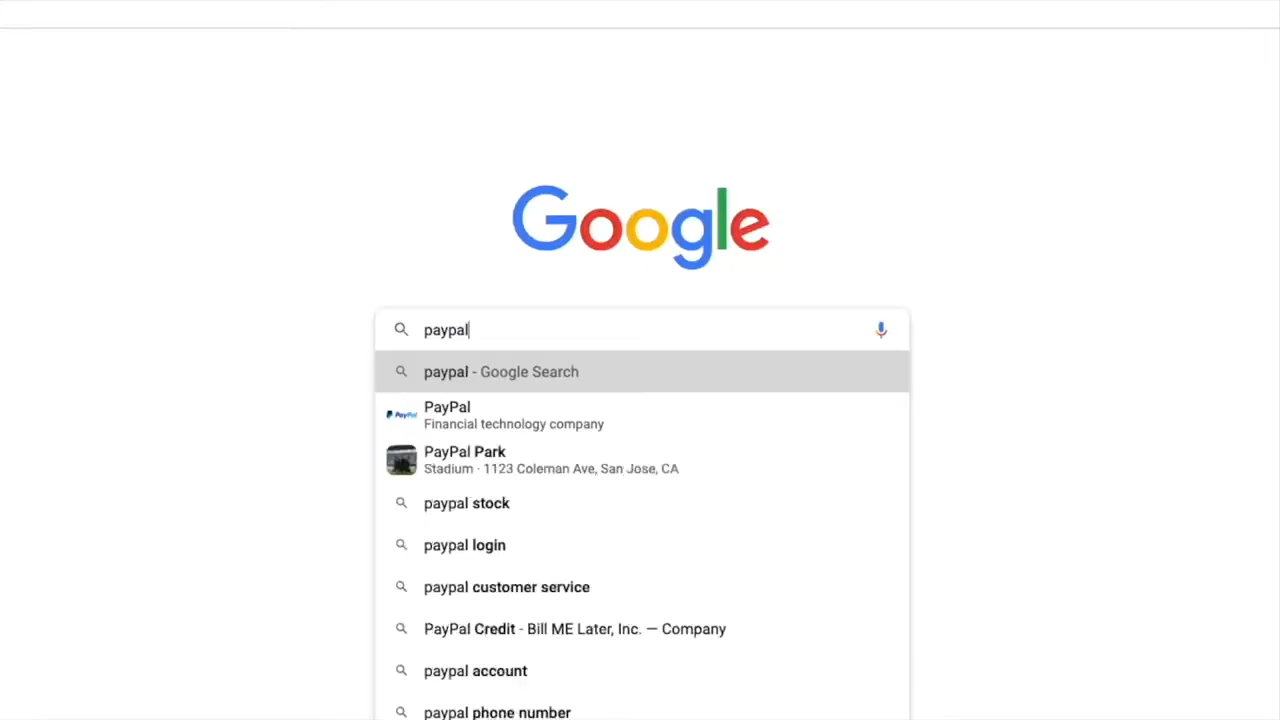 Google
paypal
paypal - Google Search
PayPal
PayPal
Financial technology company
PayPal Park
Stadium · 1123 Coleman Ave, San Jose, CA
paypal stock
paypal login
paypal customer service
PayPal Credit - Bill ME Later, Inc. — Company
paypal account
paypal phone number